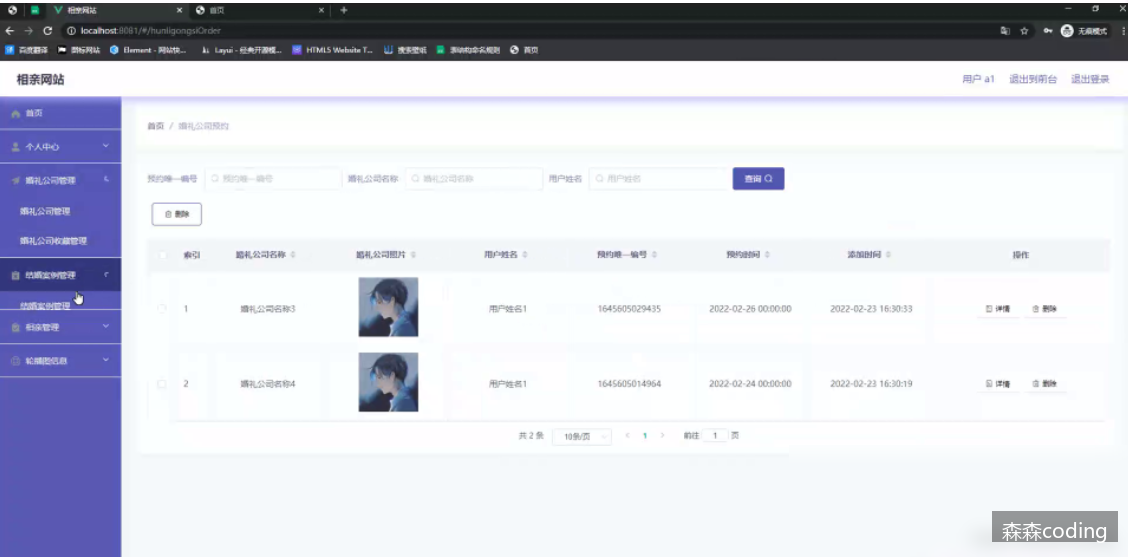 相亲网站
首页
localhost:8081/#/hunligongsiOrder
无痕模式
百度翻译 图标网站 Element - 网站快... Layui - 经典开源模... HTML5 Website T... 搜索壁纸 驱动的命名规则 首页
相亲网站
用户 a1 退出到前台 退出登录
首页
个人中心
婚礼公司管理
婚礼公司管理
婚礼公司收藏管理
结婚案例管理
结婚案例管理
相亲管理
轮播图信息
首页 / 婚礼公司预约
预约唯一编号 预约唯一编号 婚礼公司名称 婚礼公司名称 用户姓名 用户姓名 查询
删除
索引 婚礼公司名称 婚礼公司图片 用户姓名 预约唯一编号 预约时间 添加时间 操作
1 婚礼公司名称3 用户姓名1 1645605029435 2022-02-26 00:00:00 2022-02-23 16:30:33 详情 删除
2 婚礼公司名称4 用户姓名1 1645605014964 2022-02-24 00:00:00 2022-02-23 16:30:19 详情 删除
共 2 条 10条/页 1 前往 1 页
森森coding